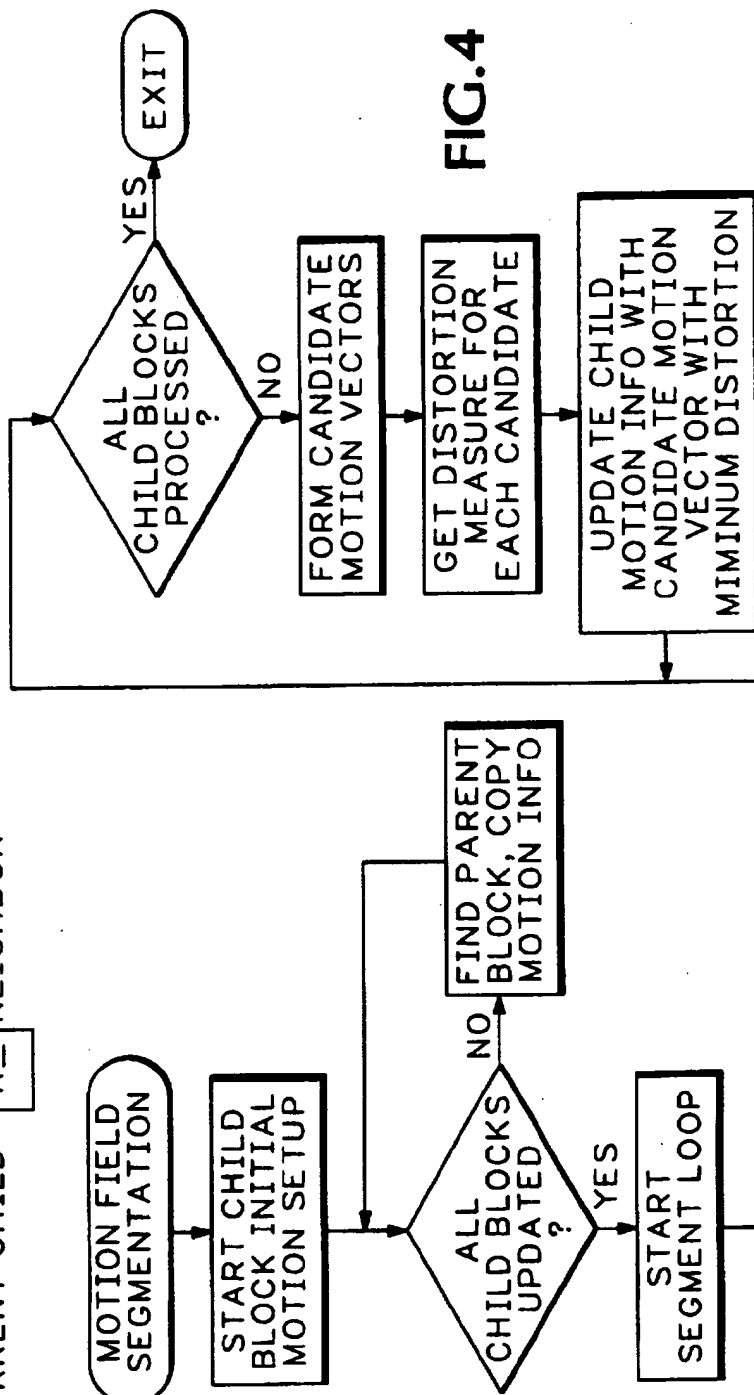 NEIGHBOR
MOTION FIELD
SEGMENTATION
START CHILD
BLOCK INITIAL
MOTION SETUP
ALL
CHILD BLOCKS
UPDATED
?
NO
FIND PARENT
BLOCK, COPY
MOTION INFO
YES
START
SEGMENT LOOP
ALL
CHILD BLOCKS
PROCESSED
?
YES
EXIT
NO
FORM CANDIDATE
MOTION VECTORS
GET DISTORTION
MEASURE FOR
EACH CANDIDATE
UPDATE CHILD
MOTION INFO WITH
CANDIDATE MOTION
VECTOR WITH
MIMINUM DISTORTION
FIG.4